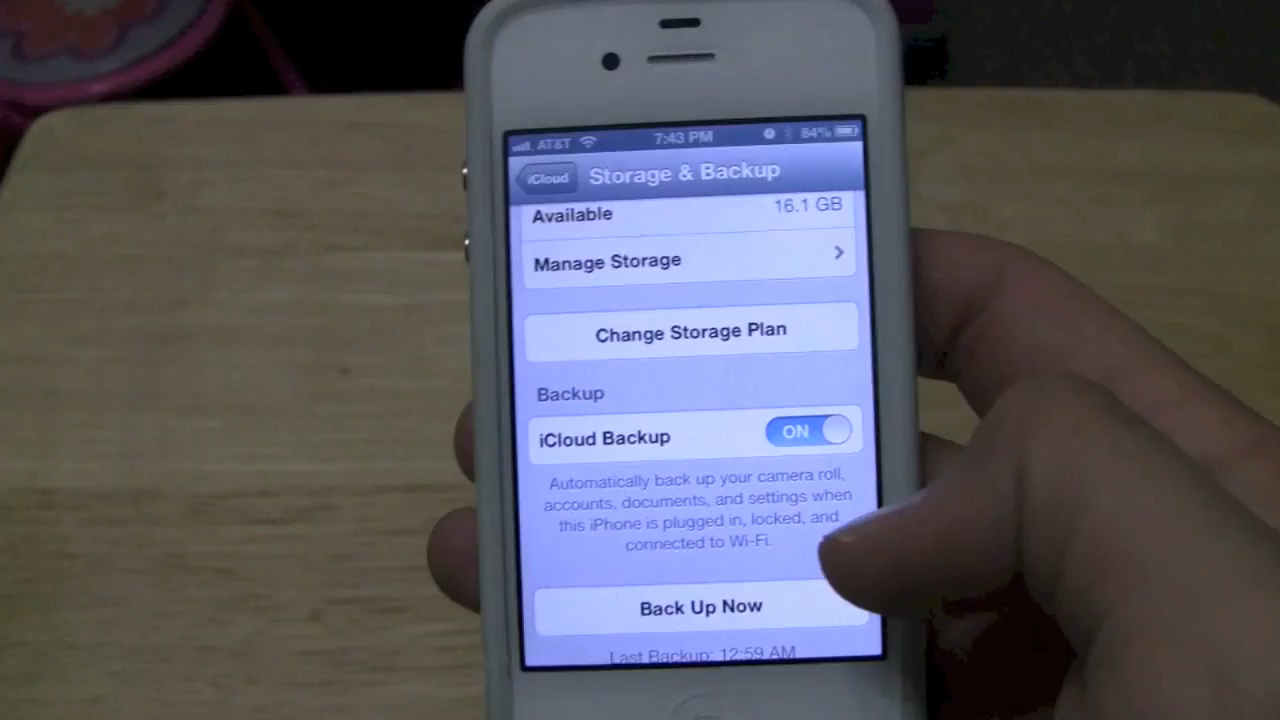 AT&T 7:43 PM 84%
iCloud Storage & Backup
Available 16.1 GB
Manage Storage
Change Storage Plan
Backup
iCloud Backup ON
Automatically back up your camera roll,
accounts, documents, and settings when
this iPhone is plugged in, locked, and
connected to Wi-Fi.
Back Up Now
Last Backup: 12:59 AM